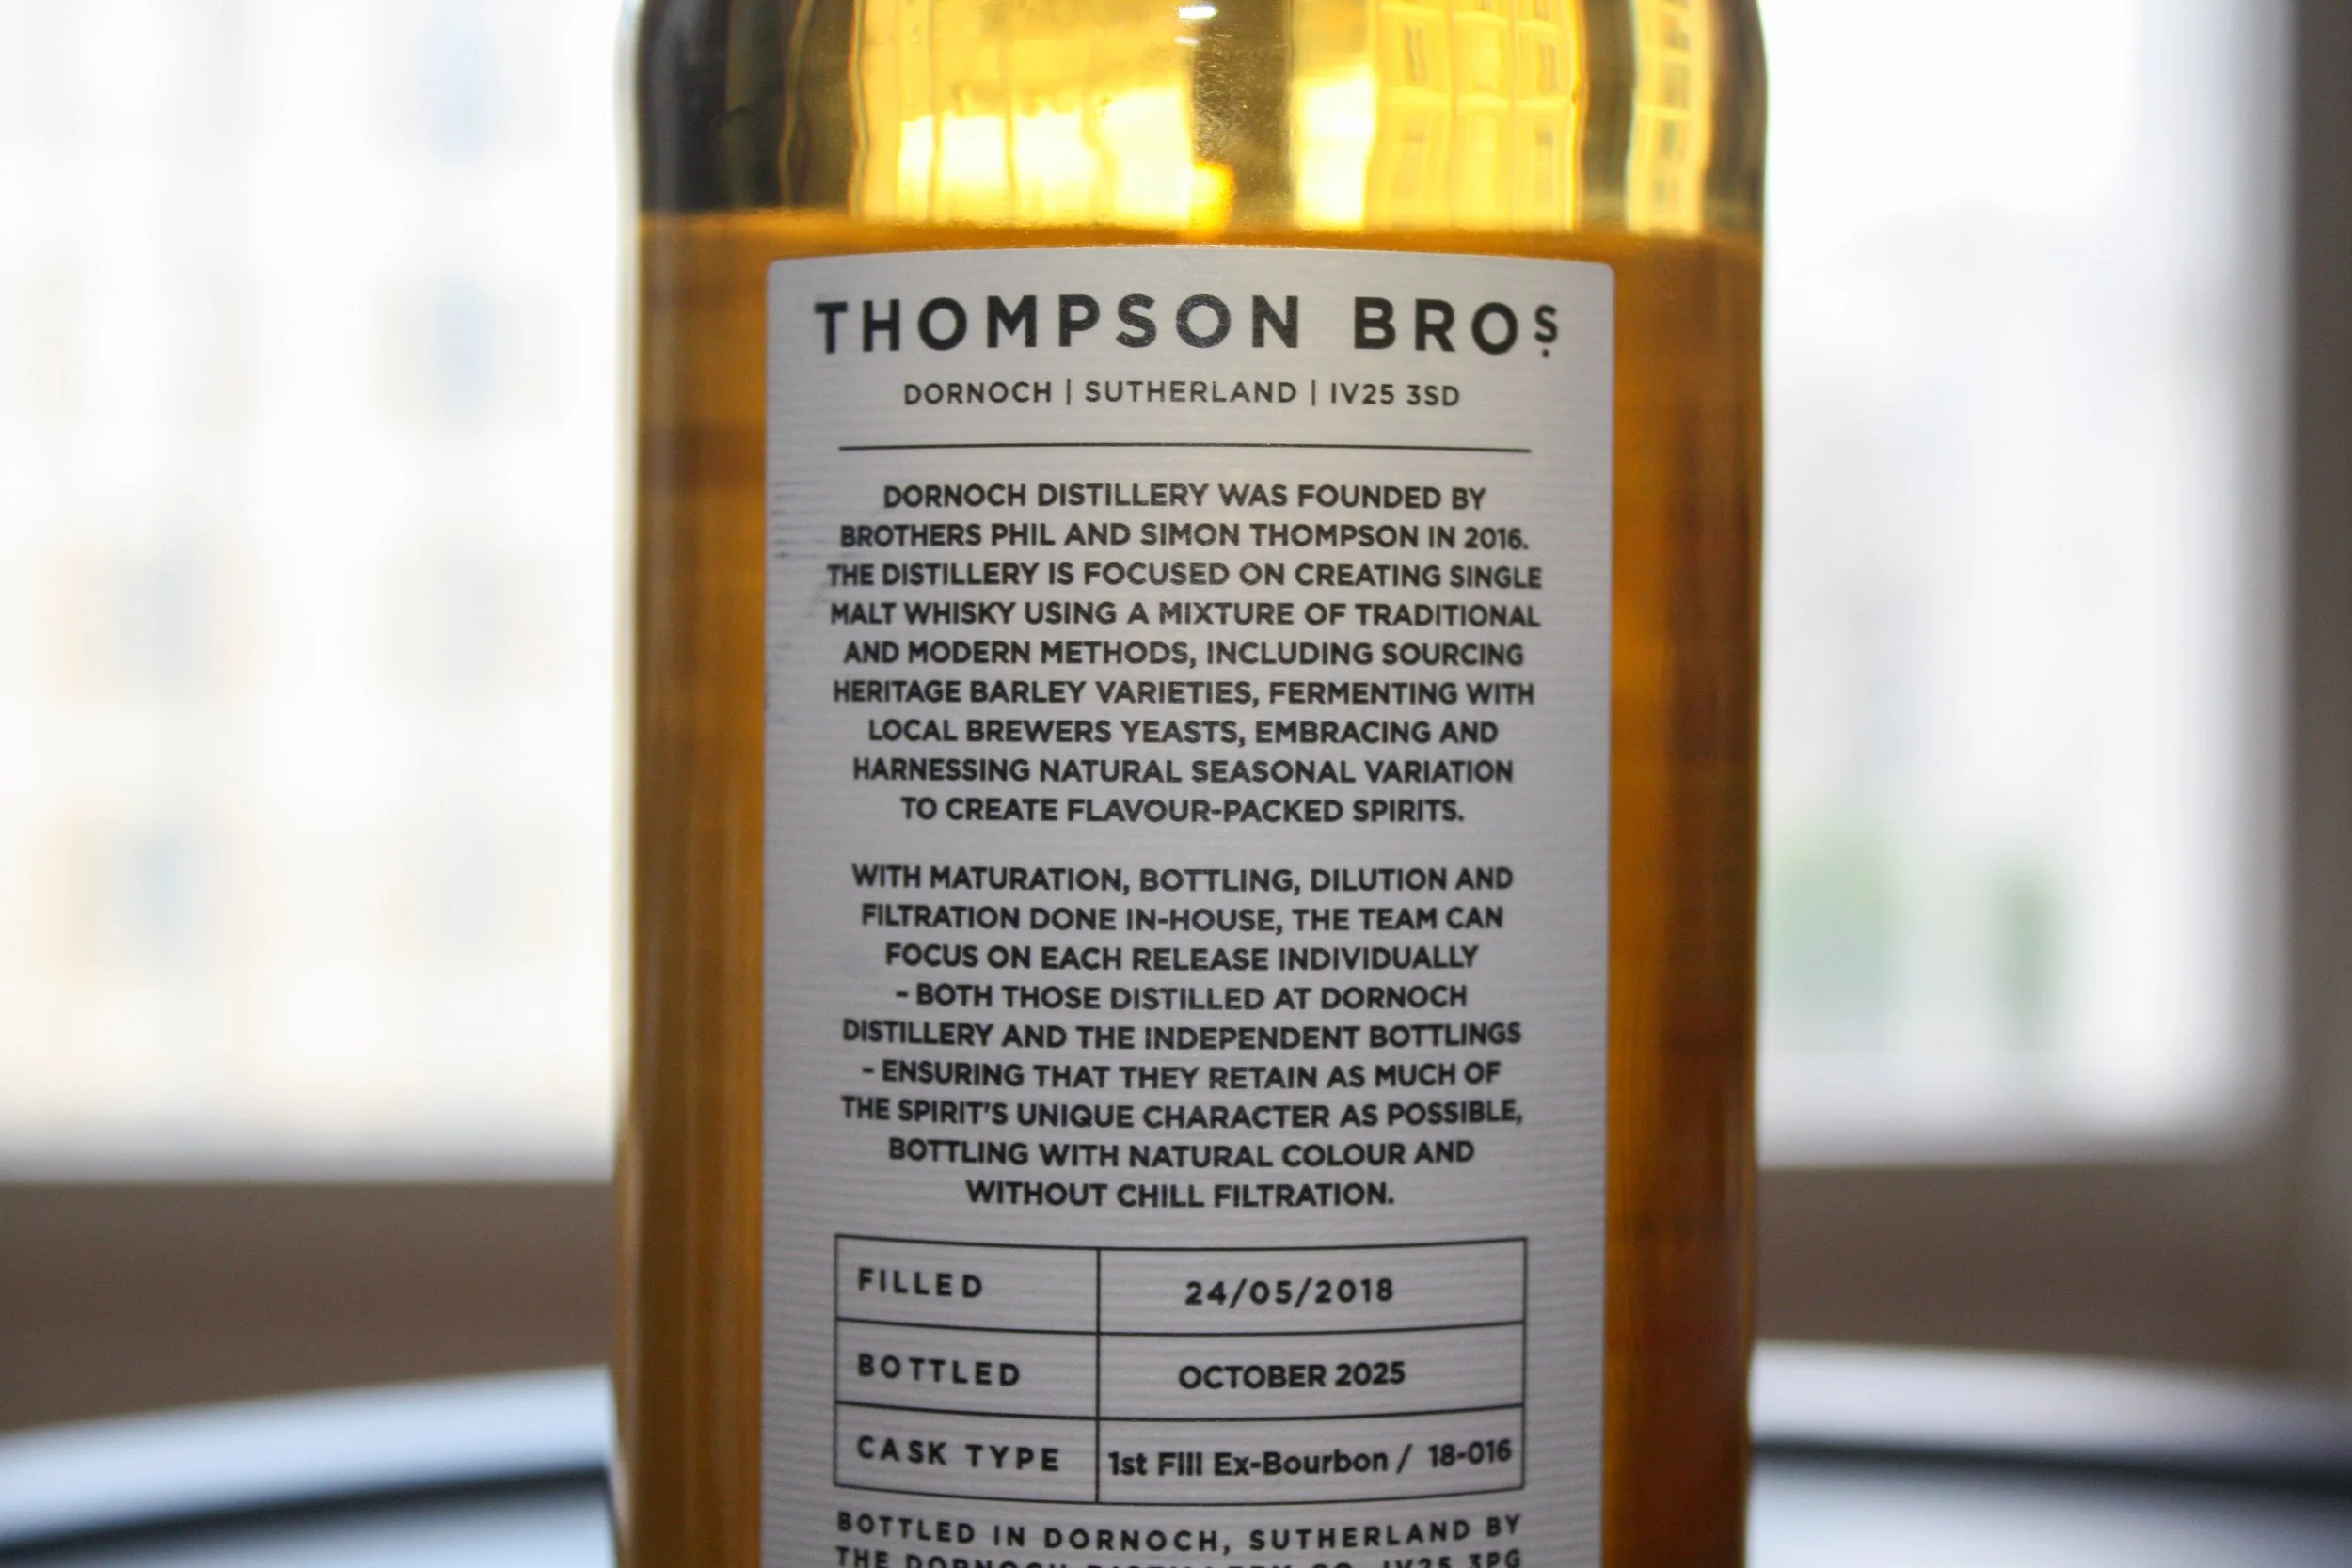 THOMPSON BROS.
DORNOCH | SUTHERLAND | IV25 3SD
DORNOCH DISTILLERY WAS FOUNDED BY
BROTHERS PHIL AND SIMON THOMPSON IN 2016.
THE DISTILLERY IS FOCUSED ON CREATING SINGLE
MALT WHISKY USING A MIXTURE OF TRADITIONAL
AND MODERN METHODS, INCLUDING SOURCING
HERITAGE BARLEY VARIETIES, FERMENTING WITH
LOCAL BREWERS YEASTS, EMBRACING AND
HARNESSING NATURAL SEASONAL VARIATION
TO CREATE FLAVOUR-PACKED SPIRITS.
WITH MATURATION, BOTTLING, DILUTION AND
FILTRATION DONE IN-HOUSE, THE TEAM CAN
FOCUS ON EACH RELEASE INDIVIDUALLY
- BOTH THOSE DISTILLED AT DORNOCH
DISTILLERY AND THE INDEPENDENT BOTTLINGS
- ENSURING THAT THEY RETAIN AS MUCH OF
THE SPIRIT'S UNIQUE CHARACTER AS POSSIBLE,
BOTTLING WITH NATURAL COLOUR AND
WITHOUT CHILL FILTRATION.
FILLED 24/05/2018
BOTTLED OCTOBER 2025
CASK TYPE 1st Fill Ex-Bourbon / 18-016
BOTTLED IN DORNOCH, SUTHERLAND BY
THE DORNOCH DISTILLERY CO. IV25 3PG